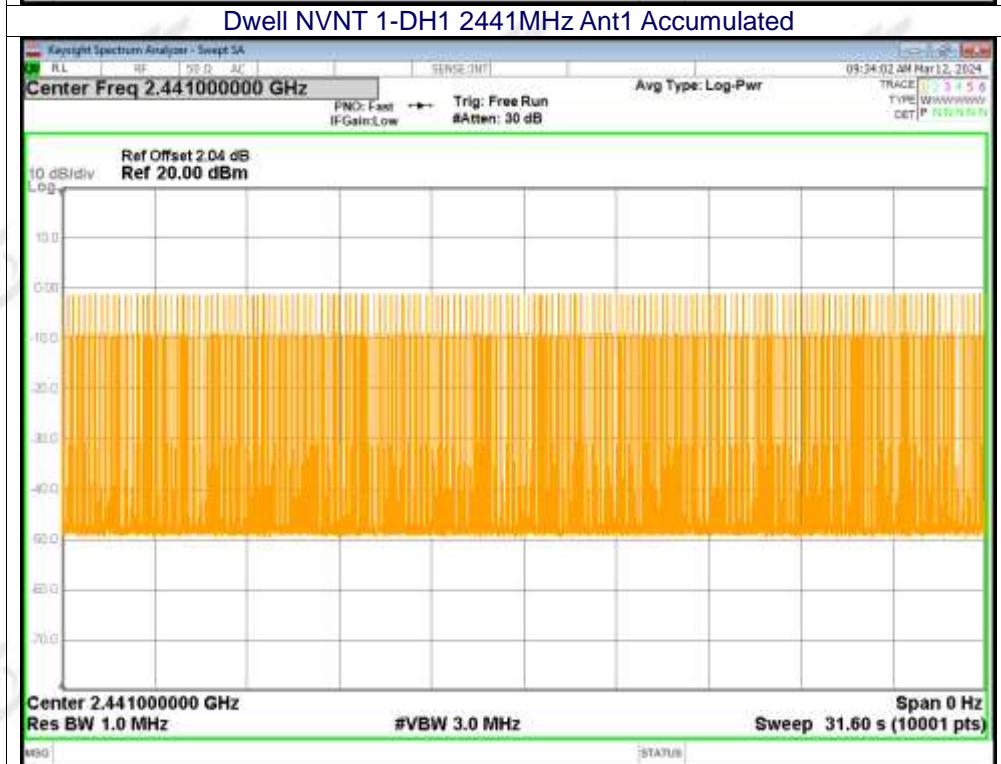 Dwell NVNT 1-DH1 2441MHz Ant1 Accumulated
Keysight Spectrum Analyzer - Swept SA
RL RF 50 Ω AC SENSE:INT 09:34:02 AM Mar 12, 2024
Center Freq 2.441000000 GHz
PNO: Fast
IFGain:Low
Trig: Free Run
#Atten: 30 dB
Avg Type: Log-Pwr
TRACE 1 2 3 4 5 6
TYPE WWWWWW
DET P NNNNN
Ref Offset 2.04 dB
10 dB/div Ref 20.00 dBm
Log
10.0
0.00
-10.0
-20.0
-30.0
-40.0
-50.0
-60.0
-70.0
Center 2.441000000 GHz Span 0 Hz
Res BW 1.0 MHz #VBW 3.0 MHz Sweep 31.60 s (10001 pts)
MSG STATUS